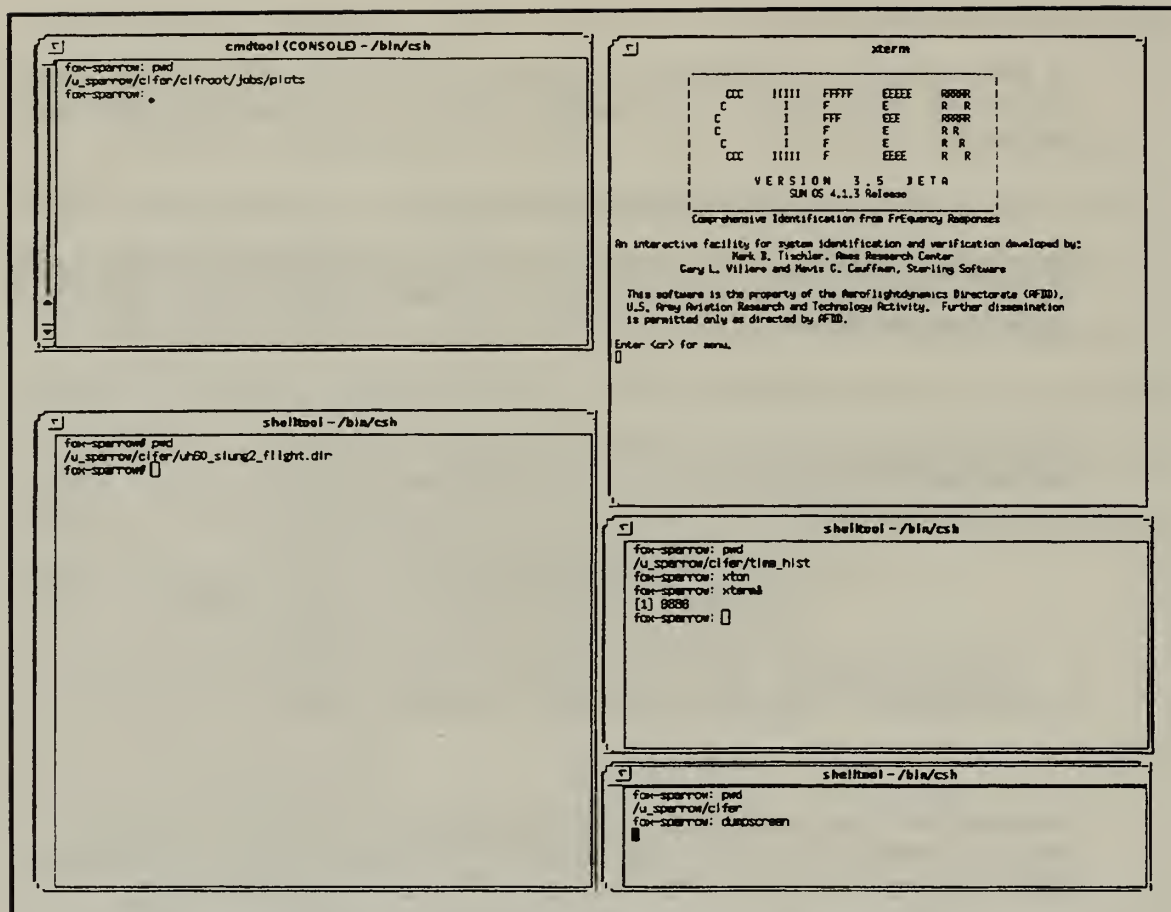 cmdtool (CONSOLE) - /bin/csh
fox-sparrow: pwd
/u_sparrow/cifer/cifroot/jobs/plots
fox-sparrow:
xterm
CCC IIIII FFFFF EEEEE RRRRR
C I F E R R
C I FFF EEE RRRRR
C I F E R R
C I F E R R
CCC IIIII F EEEE R R
VERSION 3.5 BETA
SUN OS 4.1.3 Release
Comprehensive Identification from FrEquency Responses
An interactive facility for system identification and verification developed by:
Mark B. Tischler, Ames Research Center
Gary L. Villere and Mavis G. Cauffman, Sterling Software
This software is the property of the Aeroflightdynamics Directorate (AFDD),
U.S. Army Aviation Research and Technology Activity. Further dissemination
is permitted only as directed by AFDD.
Enter <cr> for menu.
shelltool - /bin/csh
fox-sparrow# pwd
/u_sparrow/cifer/uh60_slung2_flight.dir
fox-sparrow#
shelltool - /bin/csh
fox-sparrow: pwd
/u_sparrow/cifer/time_hist
fox-sparrow: xton
fox-sparrow: xterm&
[1] 9886
fox-sparrow:
shelltool - /bin/csh
fox-sparrow: pwd
/u_sparrow/cifer
fox-sparrow: dumpscreen